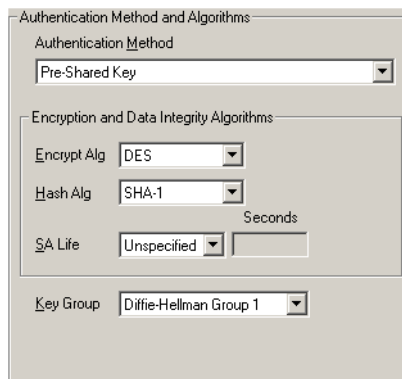 Authentication Method and Algorithms
Authentication Method
Pre-Shared Key
Encryption and Data Integrity Algorithms
Encrypt Alg DES
Hash Alg SHA-1
Seconds
SA Life Unspecified
Key Group Diffie-Hellman Group 1